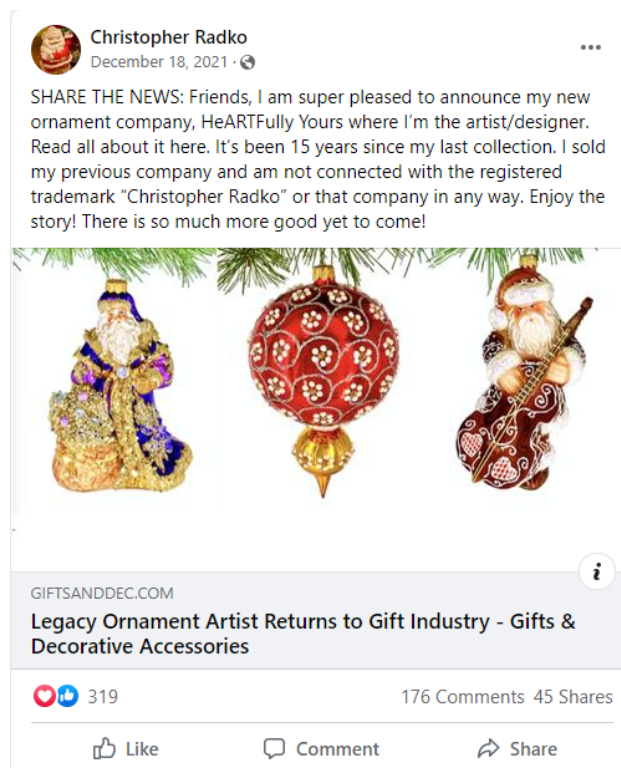 Christopher Radko
December 18, 2021 ·
SHARE THE NEWS: Friends, I am super pleased to announce my new
ornament company, HeARTFully Yours where I’m the artist/designer.
Read all about it here. It’s been 15 years since my last collection. I sold
my previous company and am not connected with the registered
trademark “Christopher Radko” or that company in any way. Enjoy the
story! There is so much more good yet to come!
i
GIFTSANDDEC.COM
Legacy Ornament Artist Returns to Gift Industry - Gifts &
Decorative Accessories
319 176 Comments 45 Shares
Like Comment Share